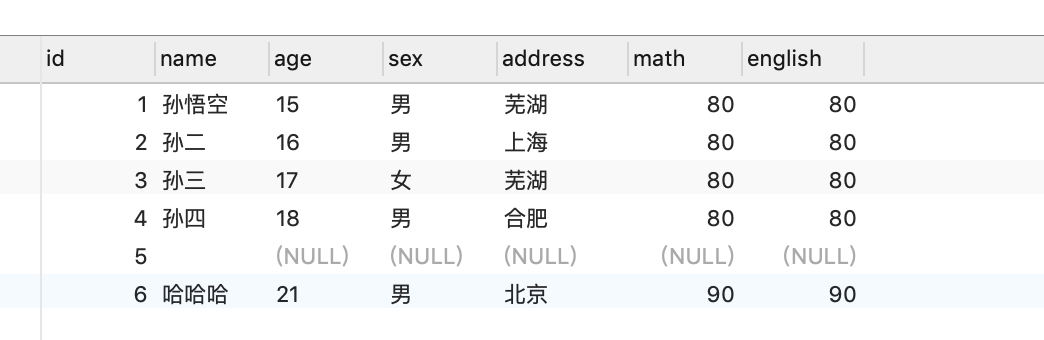 id name age sex address math english
1 孙悟空 15 男 芜湖 80 80
2 孙二 16 男 上海 80 80
3 孙三 17 女 芜湖 80 80
4 孙四 18 男 合肥 80 80
5 (NULL) (NULL) (NULL) (NULL) (NULL)
6 哈哈哈 21 男 北京 90 90